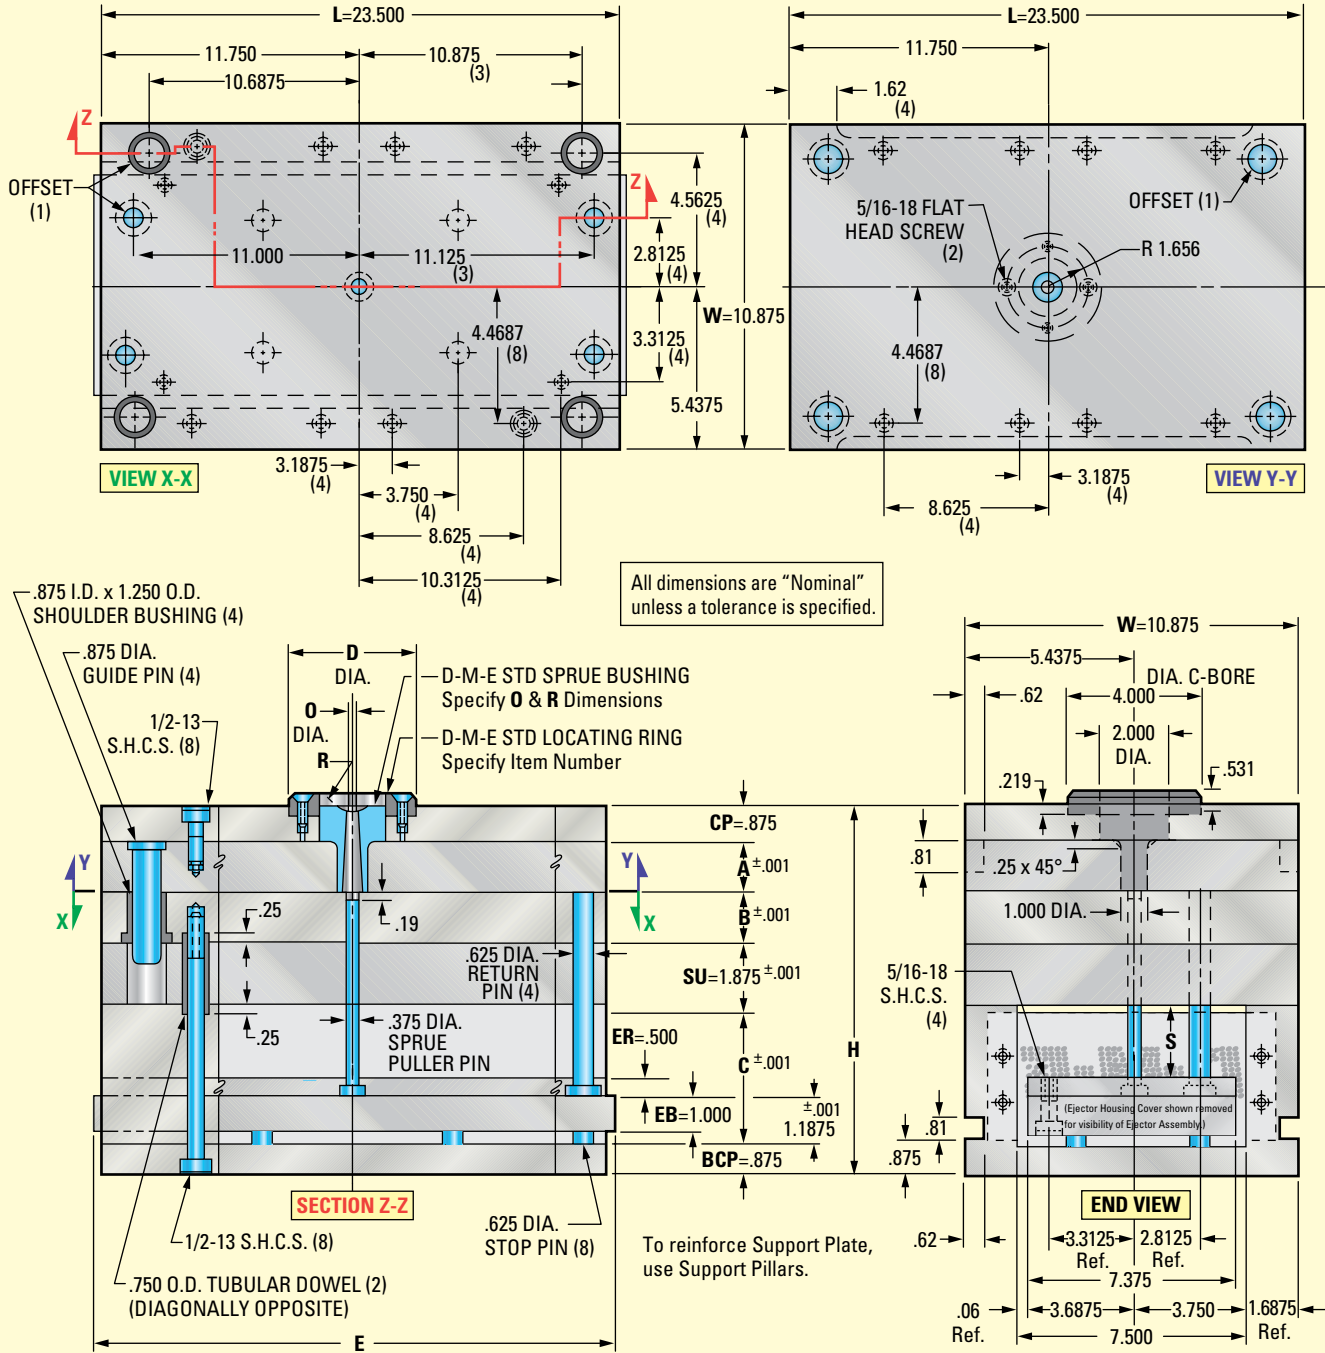 L=23.500
11.750
10.875
(3)
10.6875
Z
OFFSET
(1)
Z
4.5625
(4)
2.8125
(4)
11.000
11.125
(3)
4.4687
(8)
3.3125
(4)
5.4375
W=10.875
VIEW X-X
3.1875
(4)
3.750
(4)
8.625
(4)
10.3125
(4)
L=23.500
11.750
1.62
(4)
5/16-18 FLAT
HEAD SCREW
(2)
OFFSET (1)
R 1.656
4.4687
(8)
3.1875
(4)
8.625
(4)
VIEW Y-Y
All dimensions are “Nominal”
unless a tolerance is specified.
.875 I.D. x 1.250 O.D.
SHOULDER BUSHING (4)
.875 DIA.
GUIDE PIN (4)
1/2-13
S.H.C.S. (8)
D
DIA.
O
DIA.
R
D-M-E STD SPRUE BUSHING
Specify O & R Dimensions
D-M-E STD LOCATING RING
Specify Item Number
CP=.875
Y
Y
A ±.001
X
X
B ±.001
.25
.19
.625 DIA.
RETURN
PIN (4)
SU=1.875 ±.001
.25
.375 DIA.
SPRUE
PULLER PIN
ER=.500
C ±.001
H
EB=1.000
±.001
1.1875
BCP=.875
SECTION Z-Z
1/2-13 S.H.C.S. (8)
.625 DIA.
STOP PIN (8)
.750 O.D. TUBULAR DOWEL (2)
(DIAGONALLY OPPOSITE)
E
To reinforce Support Plate,
use Support Pillars.
W=10.875
5.4375
DIA. C-BORE
.62
4.000
2.000
DIA.
.219
.531
.81
.25 x 45°
1.000 DIA.
5/16-18
S.H.C.S.
(4)
S
(Ejector Housing Cover shown removed
for visibility of Ejector Assembly.)
.81
.875
END VIEW
.62
3.3125
Ref.
2.8125
Ref.
7.375
.06
Ref.
3.6875
3.750
1.6875
Ref.
7.500